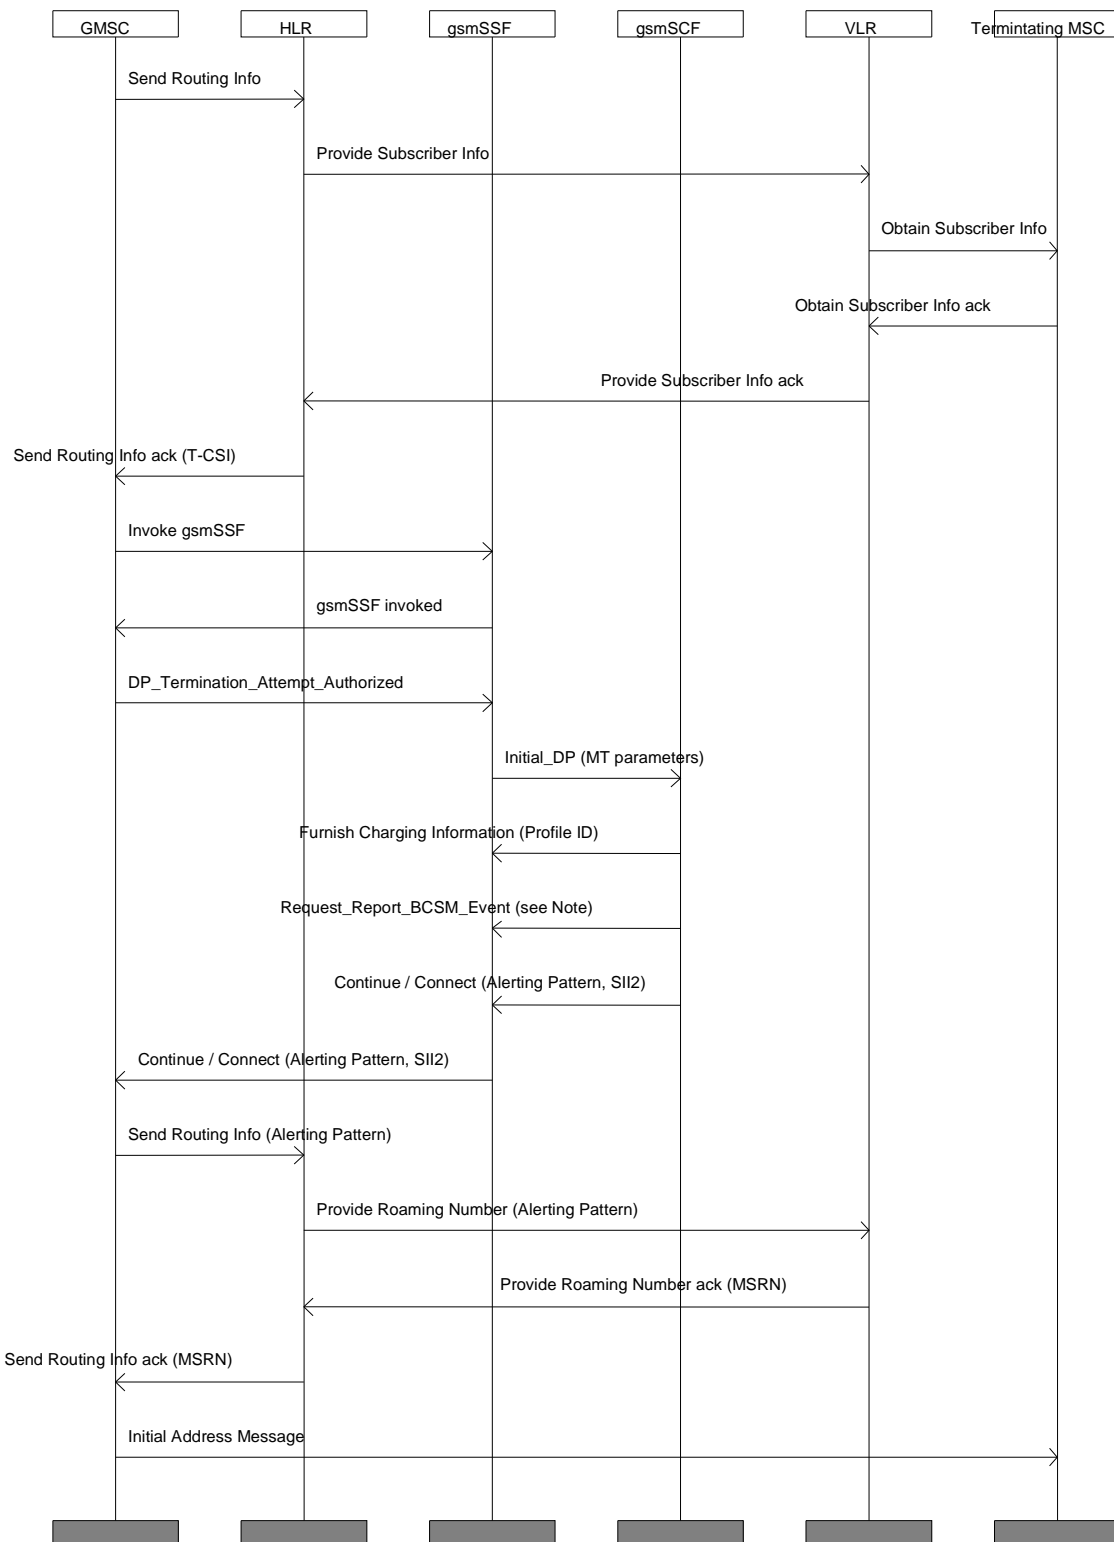 GMSC
HLR
gsmSSF
gsmSCF
VLR
Termintating MSC
Send Routing Info
Provide Subscriber Info
Obtain Subscriber Info
Obtain Subscriber Info ack
Provide Subscriber Info ack
Send Routing Info ack (T-CSI)
Invoke gsmSSF
gsmSSF invoked
DP_Termination_Attempt_Authorized
Initial_DP (MT parameters)
Furnish Charging Information (Profile ID)
Request_Report_BCSM_Event (see Note)
Continue / Connect (Alerting Pattern, SII2)
Continue / Connect (Alerting Pattern, SII2)
Send Routing Info (Alerting Pattern)
Provide Roaming Number (Alerting Pattern)
Provide Roaming Number ack (MSRN)
Send Routing Info ack (MSRN)
Initial Address Message